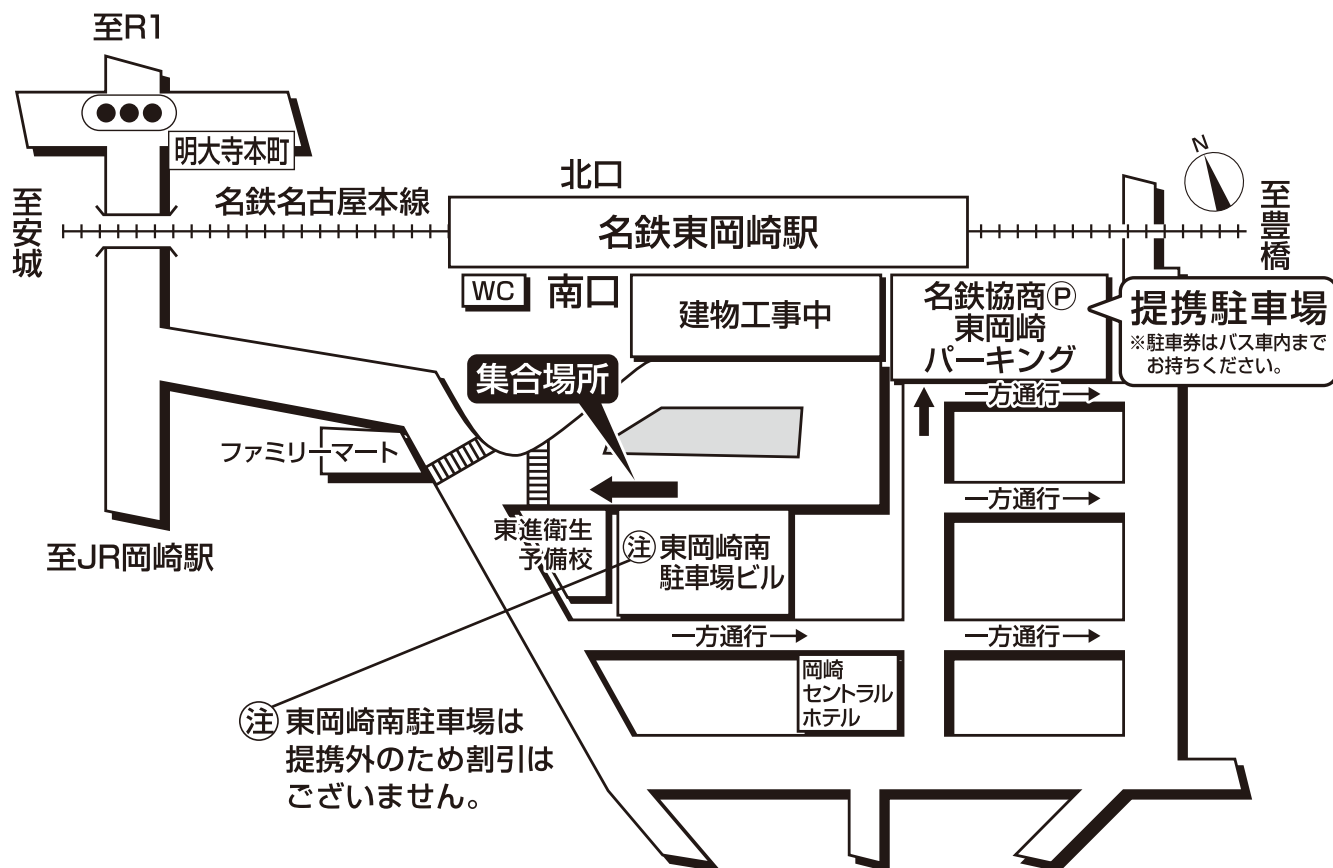 至R1
明大寺本町
至安城
名鉄名古屋本線
北口
名鉄東岡崎駅
N
至豊橋
WC
南口
建物工事中
名鉄協商Ⓟ
東岡崎
パーキング
提携駐車場
※駐車券はバス車内まで
お持ちください。
集合場所
一方通行→
ファミリーマート
一方通行→
東進衛生
予備校
注 東岡崎南
駐車場ビル
至JR岡崎駅
一方通行→
一方通行→
岡崎
セントラル
ホテル
注 東岡崎南駐車場は
提携外のため割引は
ございません。